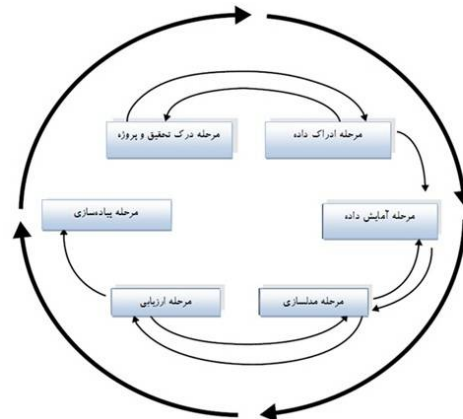 مرحله ادراک داده
مرحله درک تحقیق و پروژه
مرحله آمایش داده
مرحله پیاده‌سازی
مرحله مدلسازی
مرحله ارزیابی